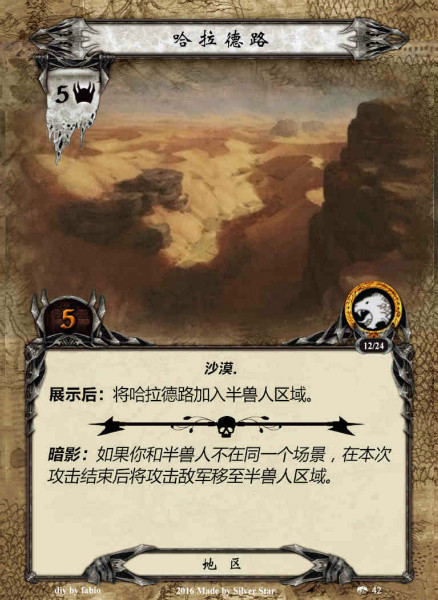 哈拉德路
5
5
12/24
沙漠.
展示后：将哈拉德路加入半兽人区域。
暗影：如果你和半兽人不在同一个场景，在本次
攻击结束后将攻击敌军移至半兽人区域。
地区
diy by fabio
2016 Made by Silver Star
42